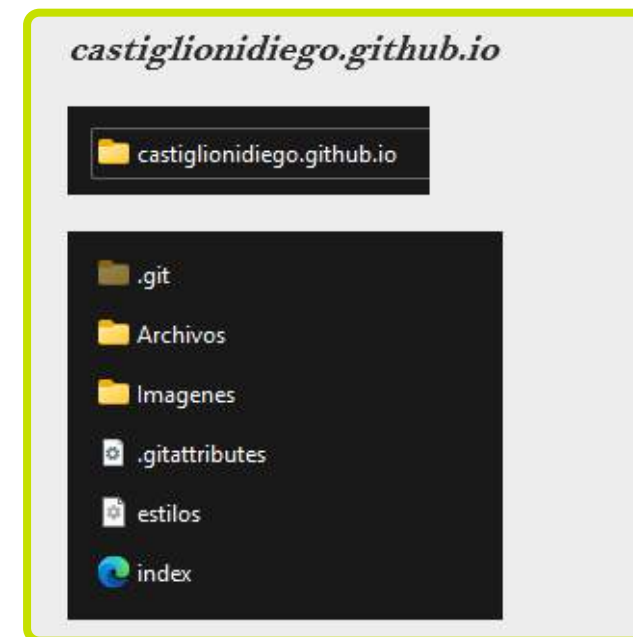 castiglionidiego.github.io
castiglionidiego.github.io
.git
Archivos
Imagenes
.gitattributes
estilos
index